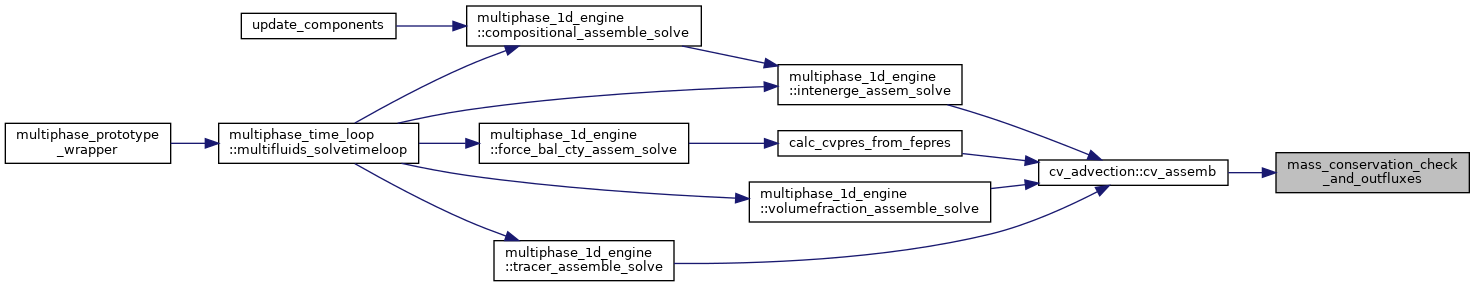 update_components
multiphase_1d_engine
::compositional_assemble_solve
multiphase_1d_engine
::intenerge_assem_solve
multiphase_prototype
_wrapper
multiphase_time_loop
::multifluids_solvetimeloop
multiphase_1d_engine
::force_bal_cty_assem_solve
calc_cvpres_from_fepres
cv_advection::cv_assemb
mass_conservation_check
_and_outfluxes
multiphase_1d_engine
::volumefraction_assemble_solve
multiphase_1d_engine
::tracer_assemble_solve